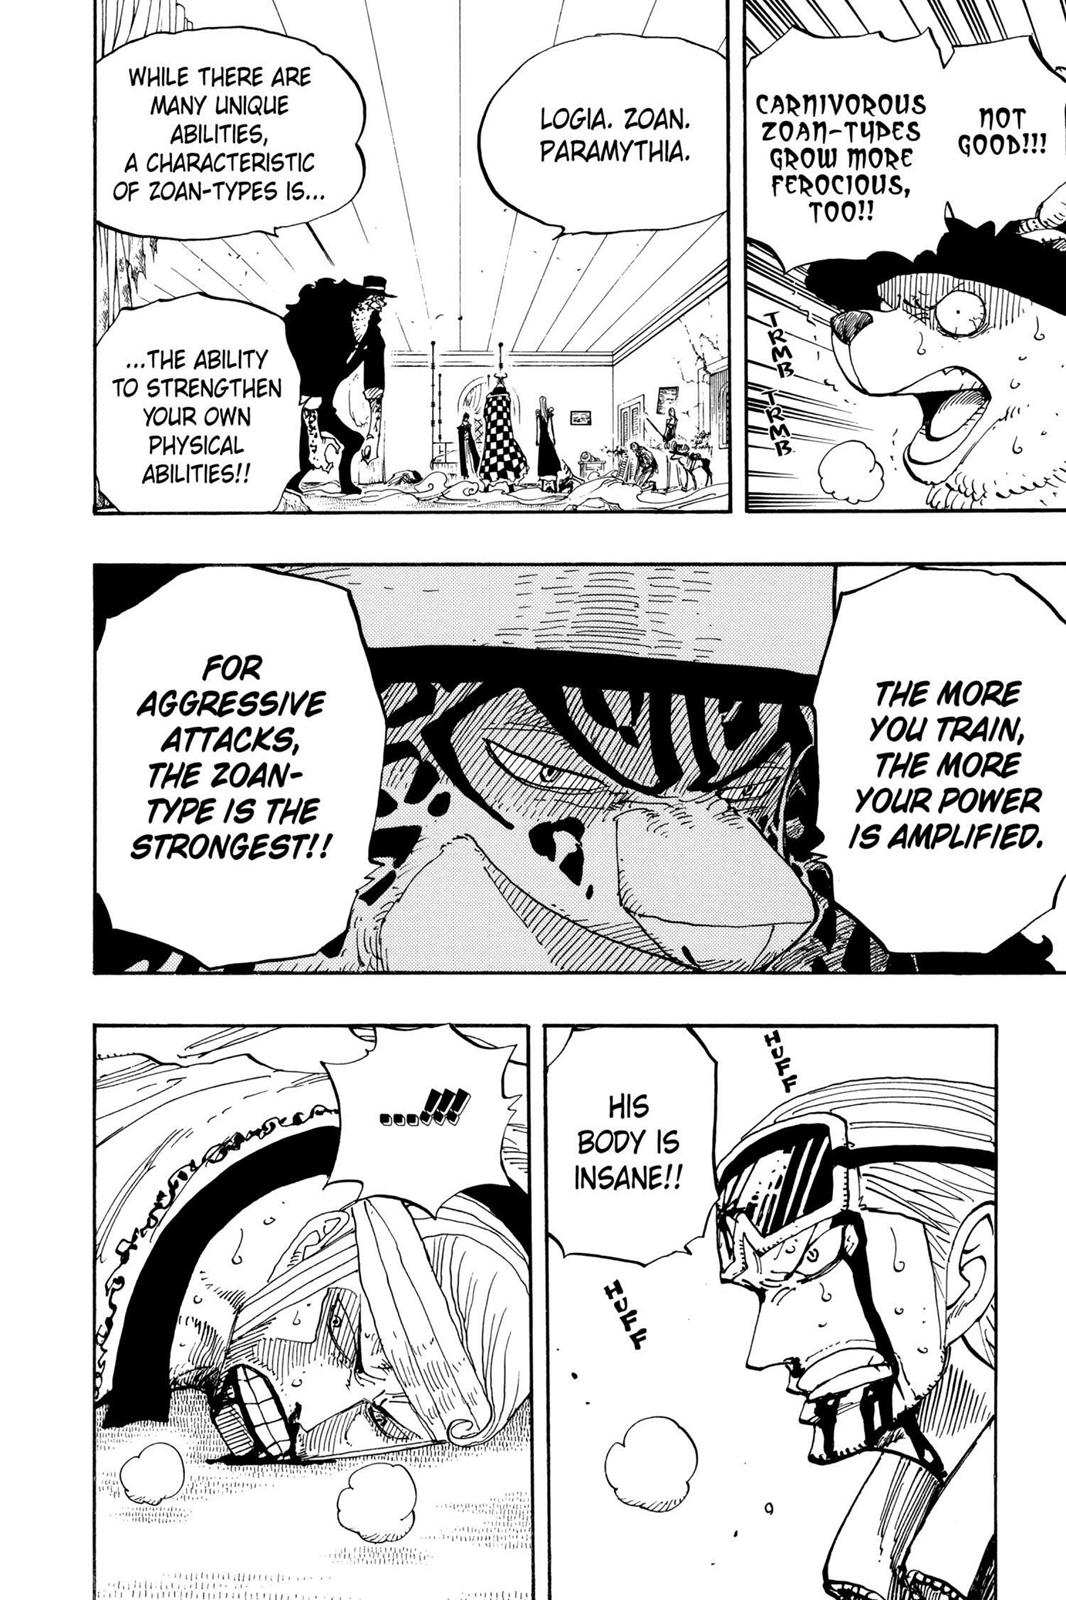 NOT
GOOD!!!
CARNIVOROUS
ZOAN-TYPES
GROW MORE
FEROCIOUS,
TOO!!
TRMB
TRMB
LOGIA. ZOAN.
PARAMYTHIA.
WHILE THERE ARE
MANY UNIQUE
ABILITIES,
A CHARACTERISTIC
OF ZOAN-TYPES IS...
...THE ABILITY
TO STRENGTHEN
YOUR OWN
PHYSICAL
ABILITIES!!
THE MORE
YOU TRAIN,
THE MORE
YOUR POWER
IS AMPLIFIED.
FOR
AGGRESSIVE
ATTACKS,
THE ZOAN-
TYPE IS THE
STRONGEST!!
HUFF
HIS
BODY IS
INSANE!!
HUFF
...!!!